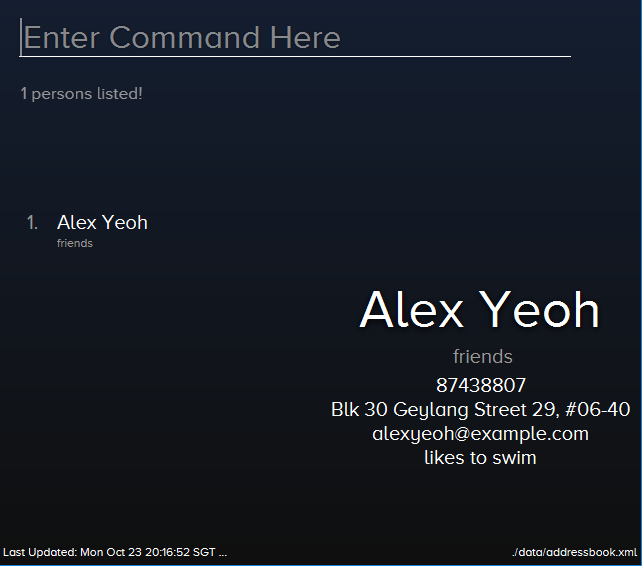 Enter Command Here
1 persons listed!
1. Alex Yeoh
friends
Alex Yeoh
friends
87438807
Blk 30 Geylang Street 29, #06-40
alexyeoh@example.com
likes to swim
Last Updated: Mon Oct 23 20:16:52 SGT ...
./data/addressbook.xml